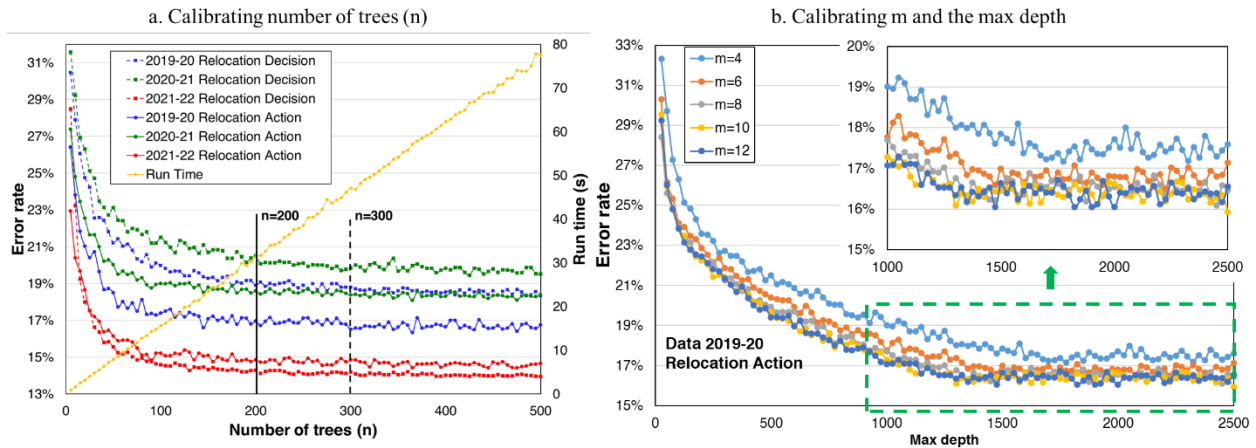 a. Calibrating number of trees (n)
31%
29%
27%
25%
23%
21%
19%
17%
15%
13%
Error rate
2019-20 Relocation Decision
2020-21 Relocation Decision
2021-22 Relocation Decision
2019-20 Relocation Action
2020-21 Relocation Action
2021-22 Relocation Action
Run Time
n=200
n=300
80
70
60
50
40
30
20
10
0
Run time (s)
0
100
200
300
400
500
Number of trees (n)
b. Calibrating m and the max depth
33%
31%
29%
27%
25%
23%
21%
19%
17%
15%
Error rate
m=4
m=6
m=8
m=10
m=12
20%
19%
18%
17%
16%
15%
1000
1500
2000
2500
Data 2019-20
Relocation Action
0
500
1000
1500
2000
2500
Max depth